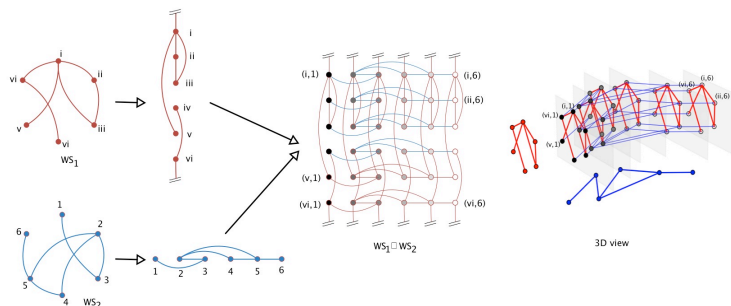 i
ii
iii
vi
v
vi
WS1
i
ii
iii
iv
v
vi
1
2
3
4
5
6
WS2
1 2 3 4 5 6
(i,1) (i,6)
(ii,6)
(v,1)
(vi,1) (vi,6)
WS1□WS2
(i,1)
(vi,1)
(v,1)
(i,6)
(vi,6)
(ii,6)
3D view